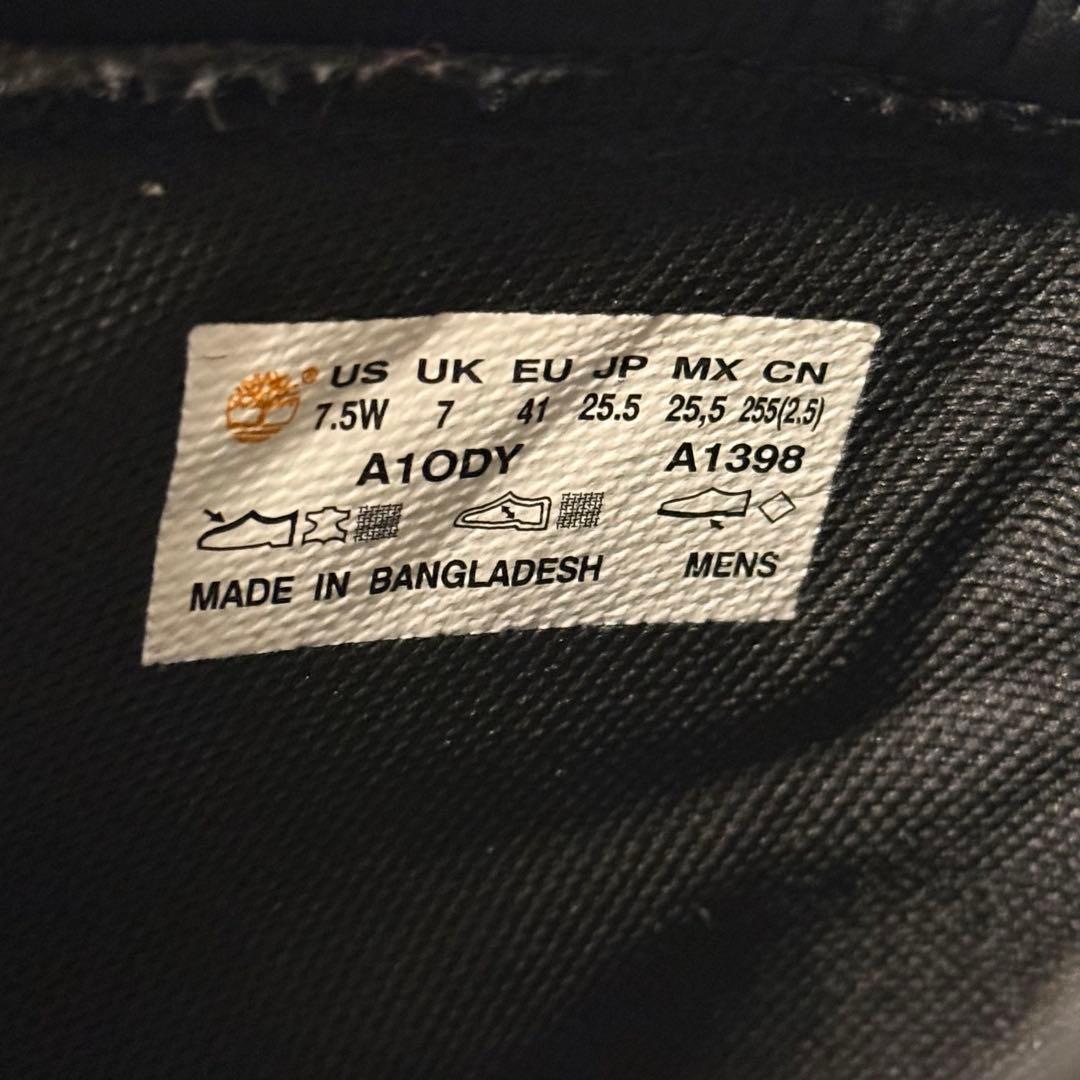 ® US UK EU JP MX CN
7.5W 7 41 25.5 25,5 255(2.5)
A1ODY A1398
MADE IN BANGLADESH MENS